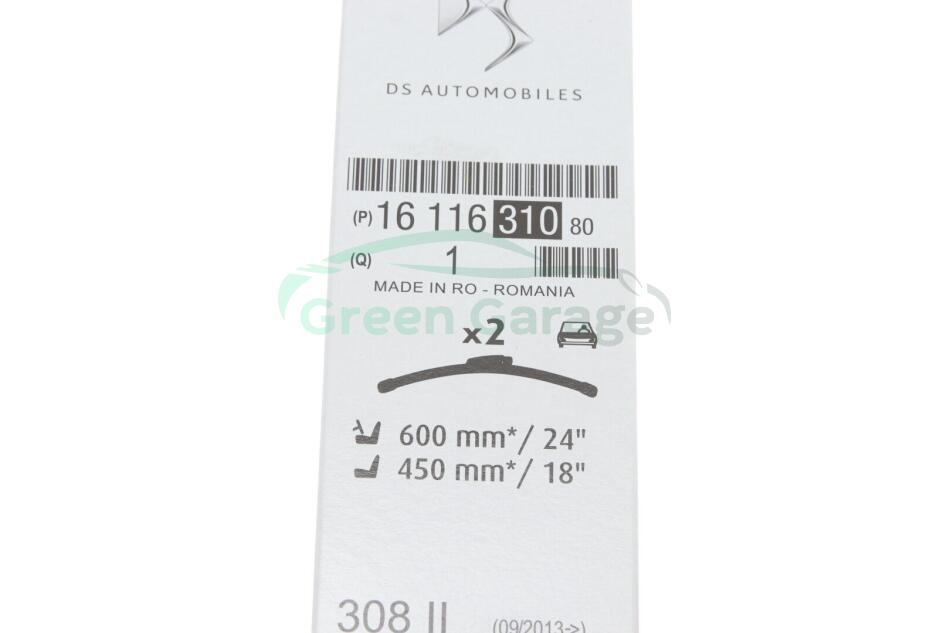 DS AUTOMOBILES
(P) 16 116 310 80
(Q) 1
MADE IN RO - ROMANIA
Green Garage
x2
600 mm*/ 24"
450 mm*/ 18"
308 II (09/2013->)